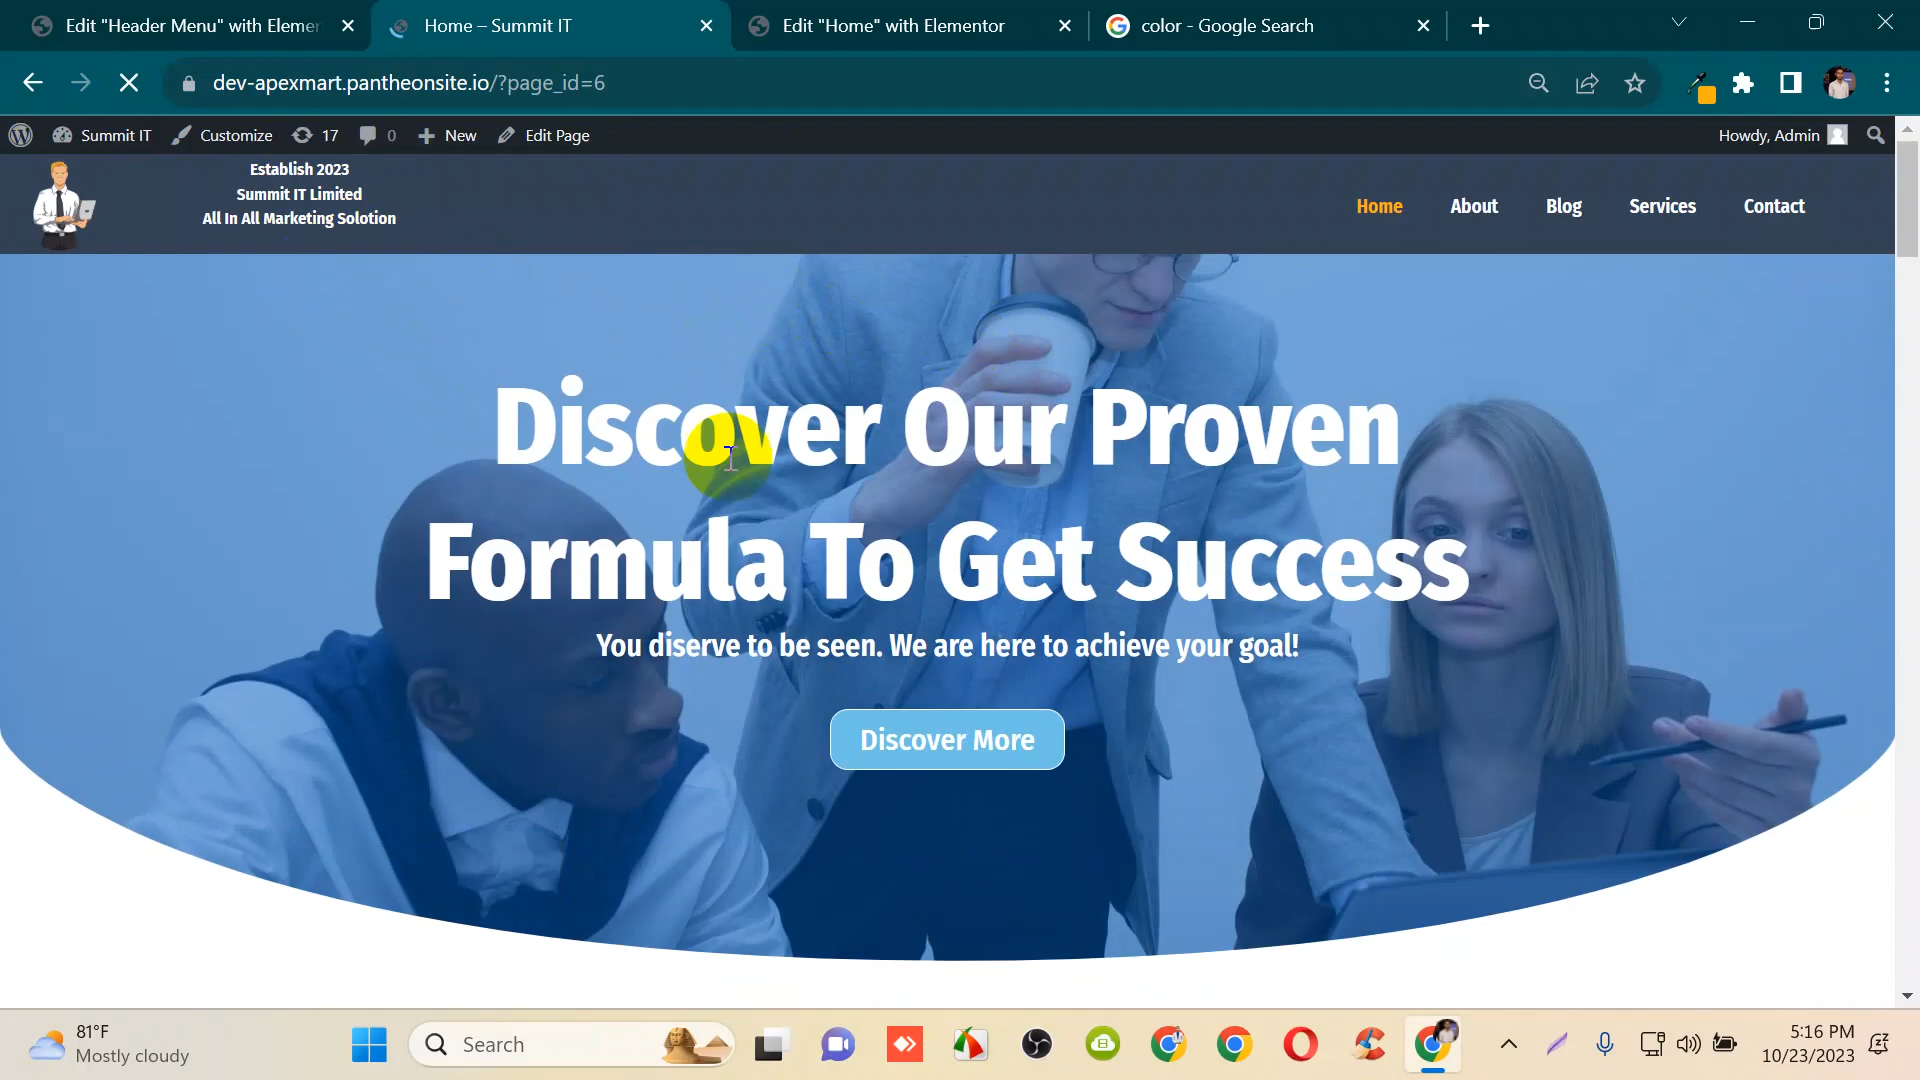 Edit "Header Menu" with Elemen
Home – Summit IT
Edit "Home" with Elementor
color - Google Search
dev-apexmart.pantheonsite.io/?page_id=6
Summit IT
Customize
17
0
New
Edit Page
Howdy, Admin
Establish 2023
Summit IT Limited
All In All Marketing Solotion
Home
About
Blog
Services
Contact
Discover Our Proven
Formula To Get Success
You diserve to be seen. We are here to achieve your goal!
Discover More
81°F
Mostly cloudy
Search
5:16 PM
10/23/2023